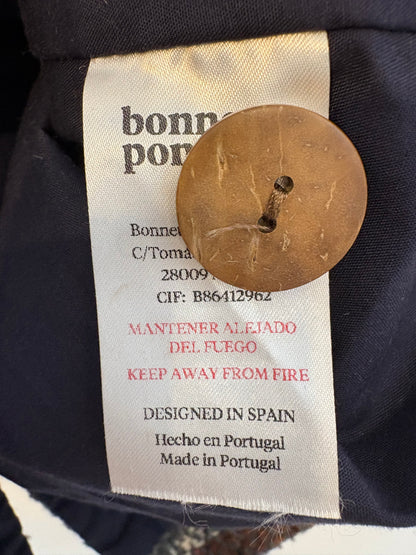 bonne
pom
Bonne
C/Toma
28009
CIF: B86412962
MANTENER ALEJADO
DEL FUEGO
KEEP AWAY FROM FIRE
DESIGNED IN SPAIN
Hecho en Portugal
Made in Portugal